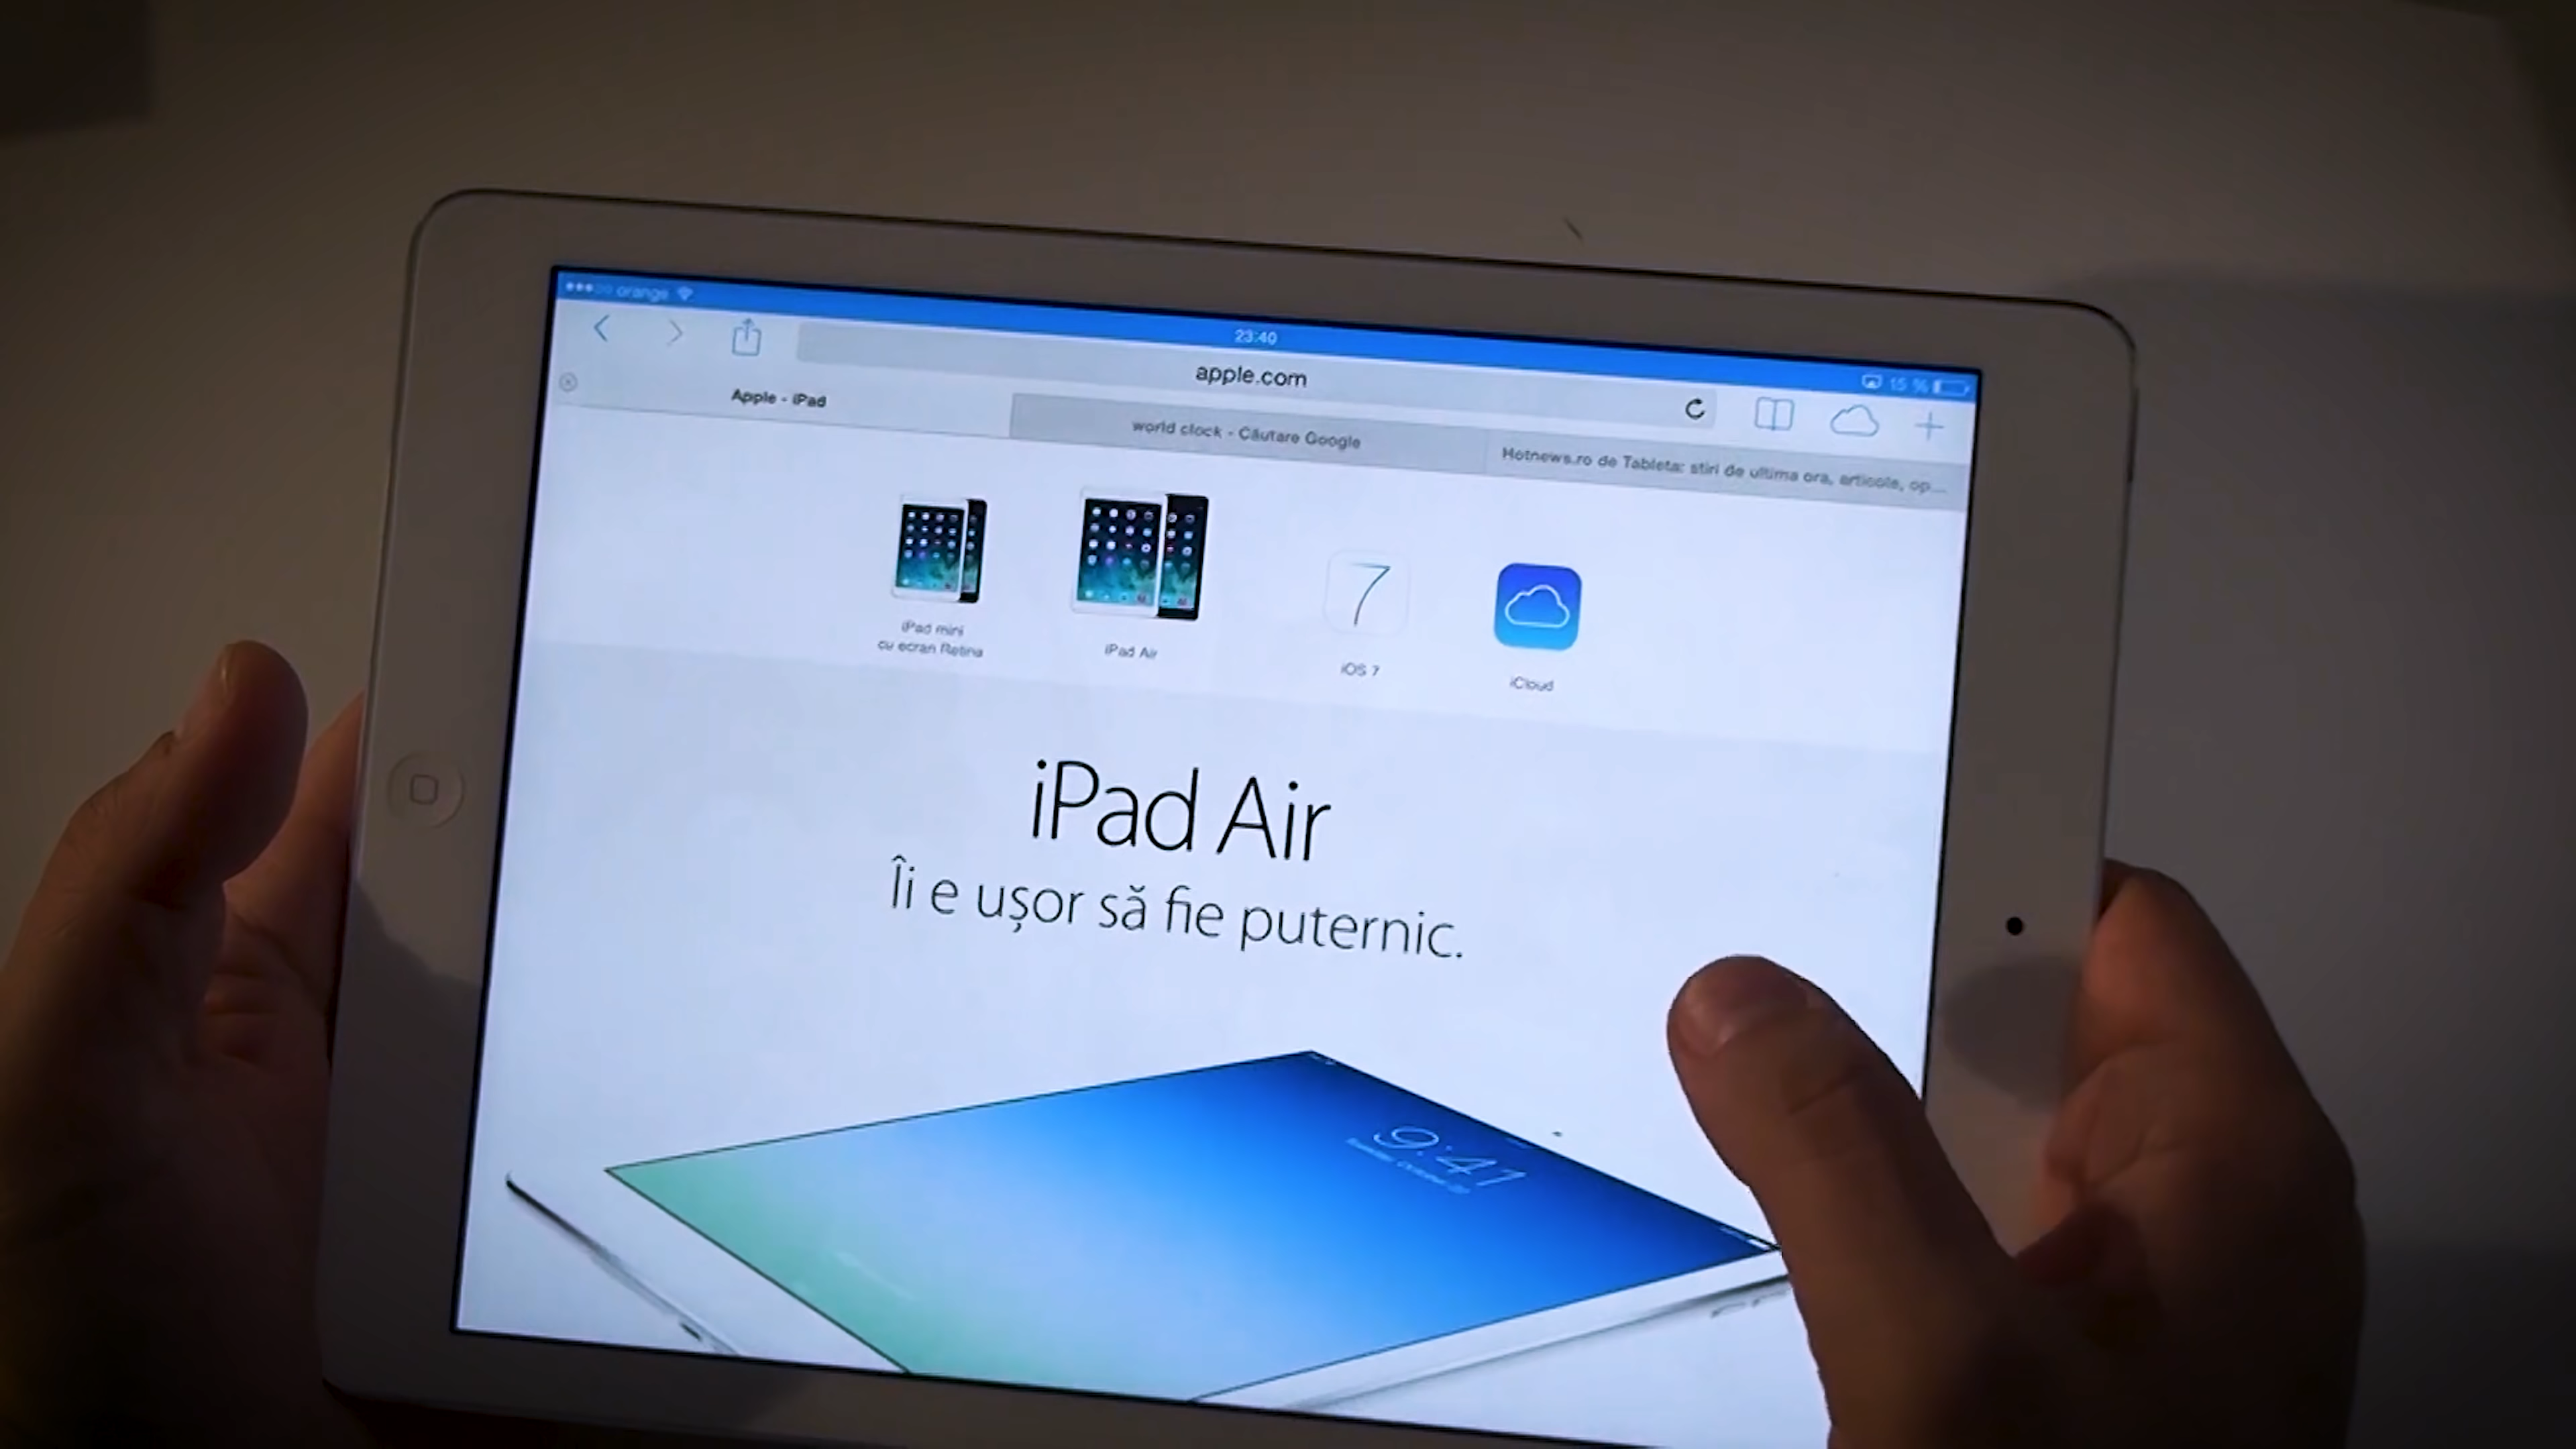 orange
23:40
15 %
apple.com
Apple - iPad
world clock - Căutare Google
Hotnews.ro de Tableta: stiri de ultima ora, articole, op...
iPad mini
cu ecran Retina
iPad Air
7
iOS 7
iCloud
iPad Air
Îi e ușor să fie puternic.
9:41